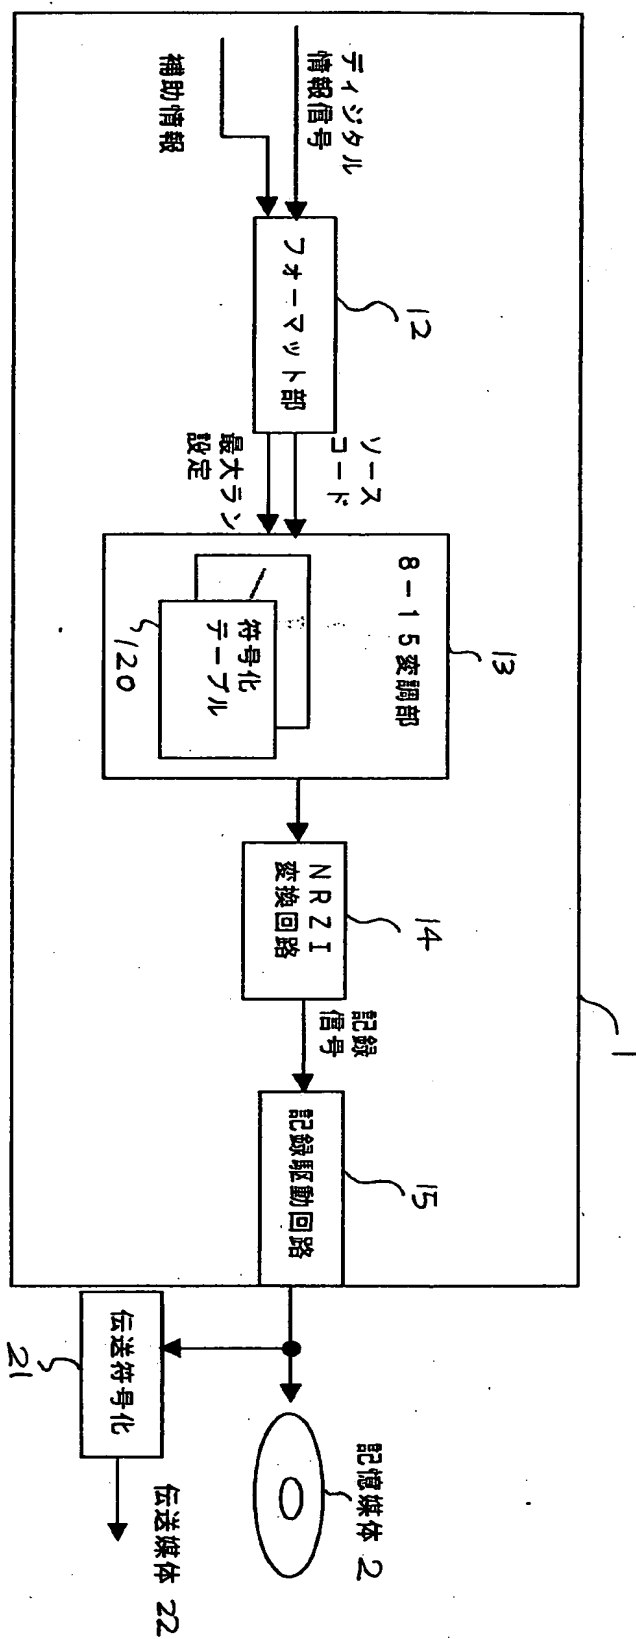 ディジタル
情報信号
補助情報
フォーマット部
12
ソース
コード
最大ラン
設定
8-15変調部
13
符号化
テーブル
120
NRZI
変換回路
14
記録
信号
記録駆動回路
15
1
伝送符号化
21
記憶媒体 2
伝送媒体 22